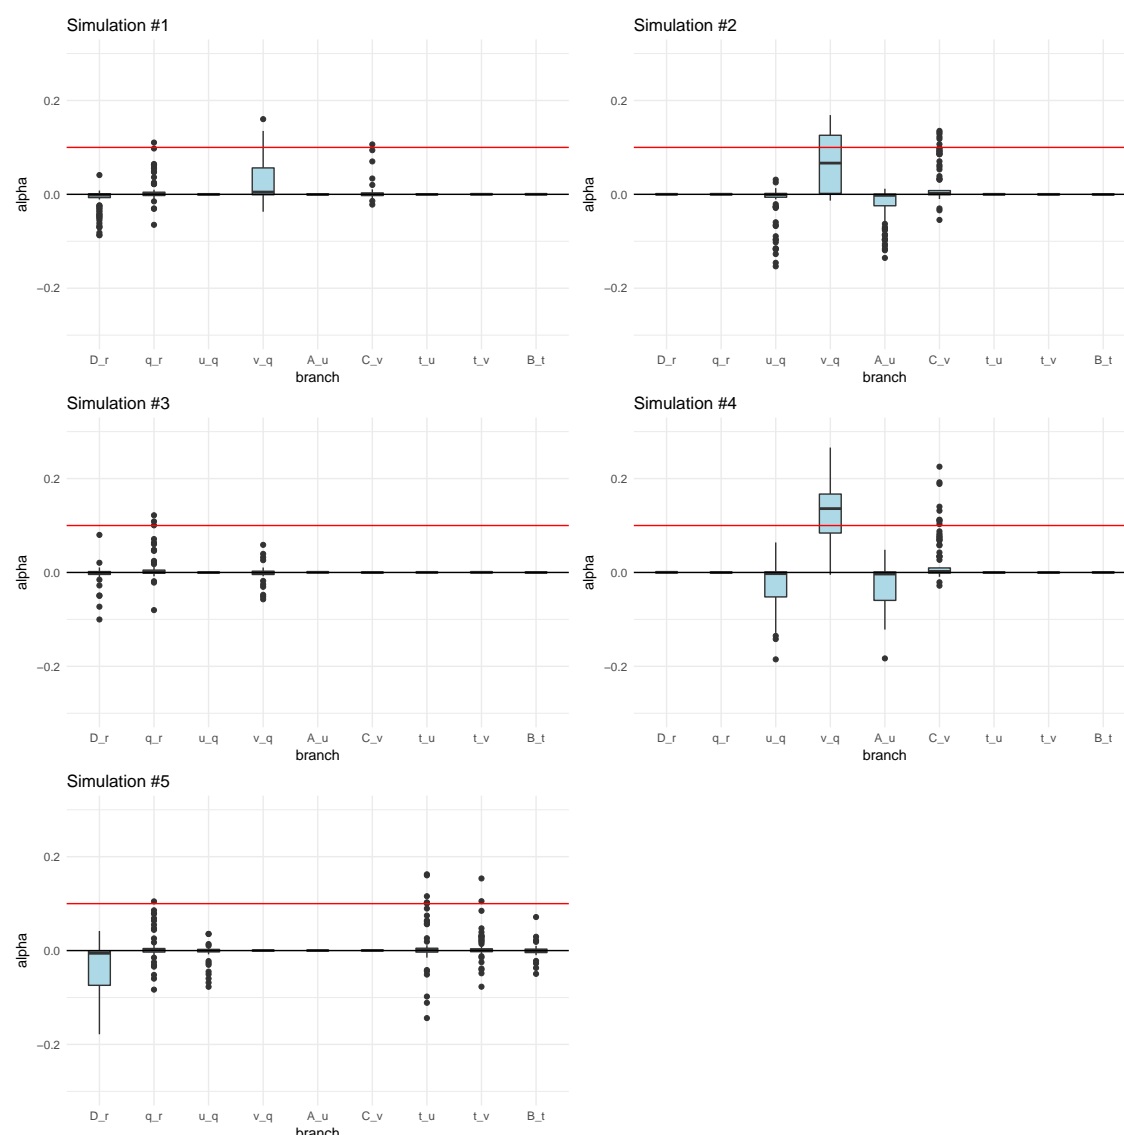 Simulation #1
0.2
0.0
−0.2
alpha
D_r q_r u_q v_q A_u C_v t_u t_v B_t
branch
Simulation #2
0.2
0.0
−0.2
alpha
D_r q_r u_q v_q A_u C_v t_u t_v B_t
branch
Simulation #3
0.2
0.0
−0.2
alpha
D_r q_r u_q v_q A_u C_v t_u t_v B_t
branch
Simulation #4
0.2
0.0
−0.2
alpha
D_r q_r u_q v_q A_u C_v t_u t_v B_t
branch
Simulation #5
0.2
0.0
−0.2
alpha
D_r q_r u_q v_q A_u C_v t_u t_v B_t
branch